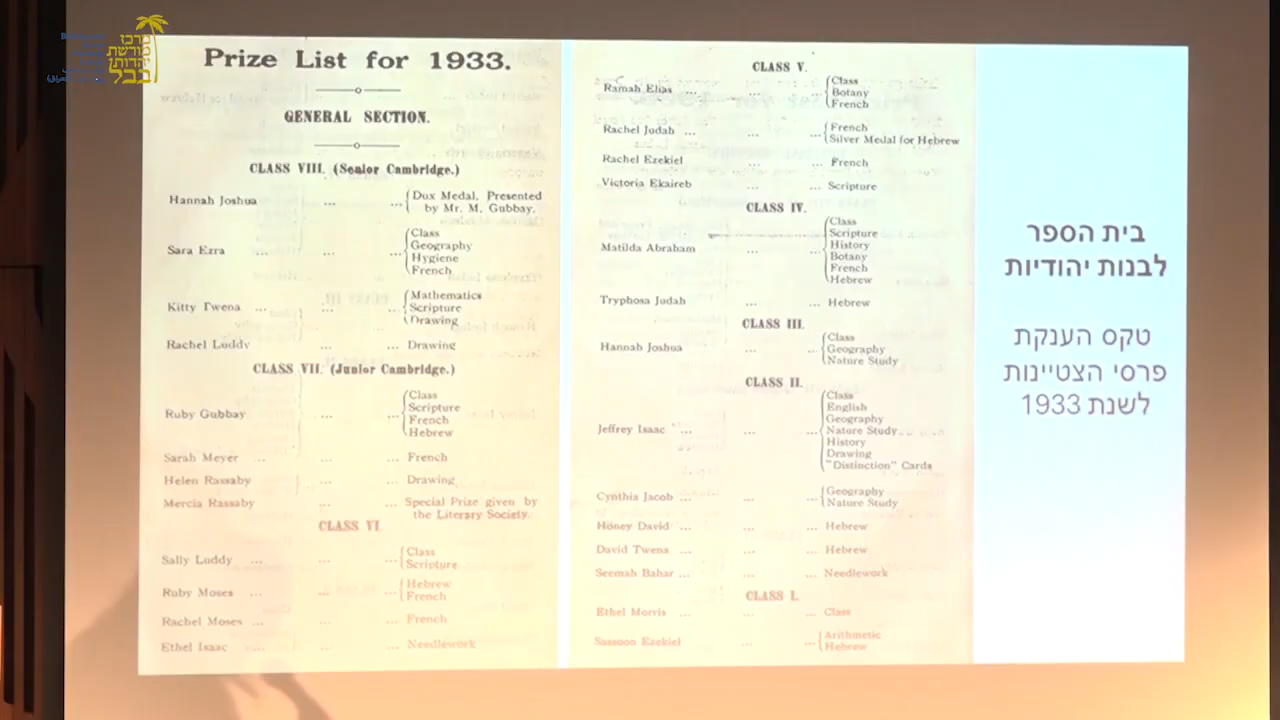 מרכז
מורשת
יהדות
בבל
Prize List for 1933.
GENERAL SECTION.
CLASS VIII. (Senior Cambridge.)
Hannah Joshua ... ... Dux Medal, Presented
by Mr. M. Gubbay.
Sara Ezra ... ... Class
Geography
Hygiene
French
Kitty Twena ... ... ... Mathematics
Scripture
Drawing
Rachel Luddy ... ... Drawing
CLASS VII. (Junior Cambridge.)
Ruby Gubbay ... ... Class
Scripture
French
Hebrew
Sarah Meyer ... ... ... French
Helen Rassaby ... ... Drawing
Mercia Rassaby ... ... Special Prize given by
the Literary Society.
CLASS VI.
Sally Luddy ... ... ... Class
Scripture
Ruby Moses ... ... ... Hebrew
French
Rachel Moses ... ... ... French
Ethel Isaac ... ... ... Needlework
CLASS V.
Ramah Elias ... ... ... Class
Botany
French
Rachel Judah ... ... ... French
Silver Medal for Hebrew
Rachel Ezekiel ... ... French
Victoria Ekaireb ... ... Scripture
CLASS IV.
Matilda Abraham ... ... Class
Scripture
History
Botany
French
Hebrew
Tryphosa Judah ... ... Hebrew
CLASS III.
Hannah Joshua ... ... Class
Geography
Nature Study
CLASS II.
Jeffrey Isaac ... ... ... Class
English
Geography
Nature Study
History
Drawing
"Distinction" Cards
Cynthia Jacob ... ... ... Geography
Nature Study
Honey David ... ... ... Hebrew
David Twena ... ... ... Hebrew
Seemah Bahar ... ... ... Needlework
CLASS I.
Ethel Morris ... ... ... Class
Sassoon Ezekiel ... ... Arithmetic
Hebrew
בית הספר
לבנות יהודיות
טקס הענקת
פרסי הצטיינות
לשנת 1933